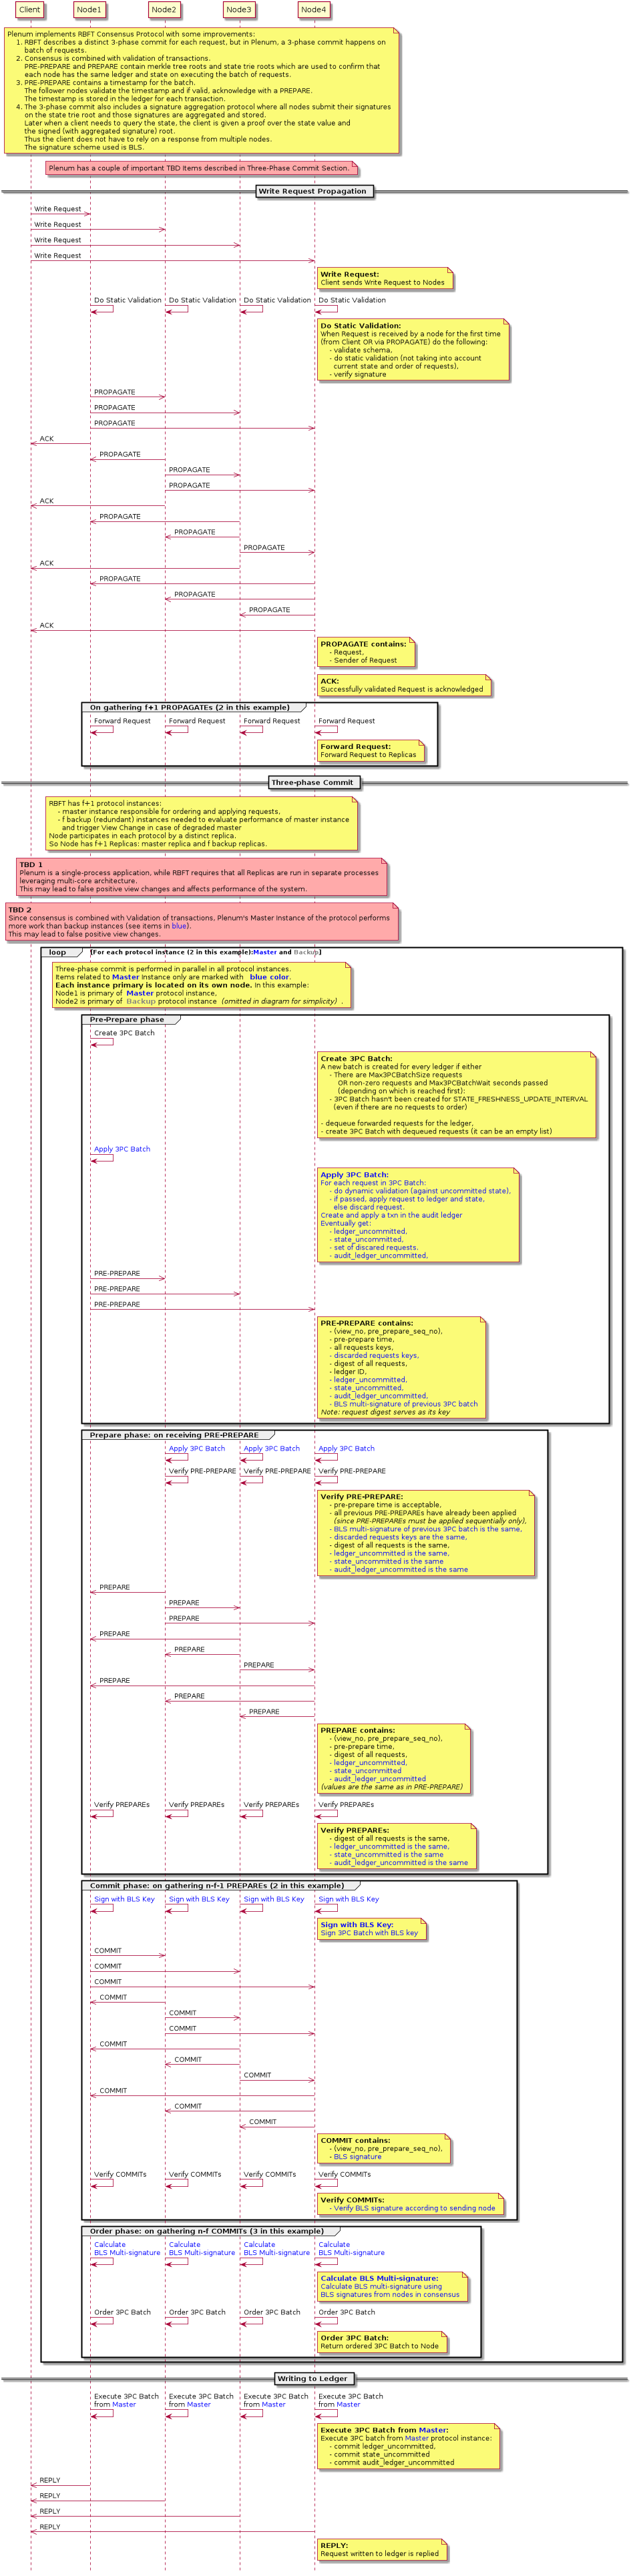 Client
Node1
Node2
Node3
Node4
Plenum implements RBFT Consensus Protocol with some improvements:
1. RBFT describes a distinct 3-phase commit for each request, but in Plenum, a 3-phase commit happens on
batch of requests.
2. Consensus is combined with validation of transactions.
PRE-PREPARE and PREPARE contain merkle tree roots and state trie roots which are used to confirm that
each node has the same ledger and state on executing the batch of requests.
3. PRE-PREPARE contains a timestamp for the batch.
The follower nodes validate the timestamp and if valid, acknowledge with a PREPARE.
The timestamp is stored in the ledger for each transaction.
4. The 3-phase commit also includes a signature aggregation protocol where all nodes submit their signatures
on the state trie root and those signatures are aggregated and stored.
Later when a client needs to query the state, the client is given a proof over the state value and
the signed (with aggregated signature) root.
Thus the client does not have to rely on a response from multiple nodes.
The signature scheme used is BLS.
Plenum has a couple of important TBD Items described in Three-Phase Commit Section.
Write Request Propagation
Write Request
Write Request
Write Request
Write Request
Write Request:
Client sends Write Request to Nodes
Do Static Validation
Do Static Validation
Do Static Validation
Do Static Validation
Do Static Validation:
When Request is received by a node for the first time
(from Client OR via PROPAGATE) do the following:
- validate schema,
- do static validation (not taking into account
current state and order of requests),
- verify signature
PROPAGATE
PROPAGATE
PROPAGATE
ACK
PROPAGATE
PROPAGATE
PROPAGATE
ACK
PROPAGATE
PROPAGATE
PROPAGATE
ACK
PROPAGATE
PROPAGATE
PROPAGATE
ACK
PROPAGATE contains:
- Request,
- Sender of Request
ACK:
Successfully validated Request is acknowledged
On gathering f+1 PROPAGATEs (2 in this example)
Forward Request
Forward Request
Forward Request
Forward Request
Forward Request:
Forward Request to Replicas
Three-phase Commit
RBFT has f+1 protocol instances:
- master instance responsible for ordering and applying requests,
- f backup (redundant) instances needed to evaluate performance of master instance
and trigger View Change in case of degraded master
Node participates in each protocol by a distinct replica.
So Node has f+1 Replicas: master replica and f backup replicas.
TBD 1
Plenum is a single-process application, while RBFT requires that all Replicas are run in separate processes
leveraging multi-core architecture.
This may lead to false positive view changes and affects performance of the system.
TBD 2
Since consensus is combined with Validation of transactions, Plenum's Master Instance of the protocol performs
more work than backup instances (see items in blue).
This may lead to false positive view changes.
loop
[For each protocol instance (2 in this example):Master and Backup]
Three-phase commit is performed in parallel in all protocol instances.
Items related to Master Instance only are marked with blue color.
Each instance primary is located on its own node. In this example:
Node1 is primary of Master protocol instance,
Node2 is primary of Backup protocol instance (omitted in diagram for simplicity) .
Pre-Prepare phase
Create 3PC Batch
Create 3PC Batch:
A new batch is created for every ledger if either
- There are Max3PCBatchSize requests
OR non-zero requests and Max3PCBatchWait seconds passed
(depending on which is reached first);
- 3PC Batch hasn't been created for STATE_FRESHNESS_UPDATE_INTERVAL
(even if there are no requests to order)
- dequeue forwarded requests for the ledger,
- create 3PC Batch with dequeued requests (it can be an empty list)
Apply 3PC Batch
Apply 3PC Batch:
For each request in 3PC Batch:
- do dynamic validation (against uncommited state),
- if passed, apply request to ledger and state,
else discard request.
Create and apply a txn in the audit ledger
Eventually get:
- ledger_uncommitted,
- state_uncommitted,
- set of discared requests.
- audit_ledger_uncommitted,
PRE-PREPARE
PRE-PREPARE
PRE-PREPARE
PRE-PREPARE contains:
- (view_no, pre_prepare_seq_no),
- pre-prepare time,
- all requests keys,
- discarded requests keys,
- digest of all requests,
- ledger ID,
- ledger_uncommitted,
- state_uncommitted,
- audit_ledger_uncommitted,
- BLS multi-signature of previous 3PC batch
Note: request digest serves as its key
Prepare phase: on receiving PRE-PREPARE
Apply 3PC Batch
Apply 3PC Batch
Apply 3PC Batch
Verify PRE-PREPARE
Verify PRE-PREPARE
Verify PRE-PREPARE
Verify PRE-PREPARE:
- pre-prepare time is acceptable,
- all previous PRE-PREPAREs have already been applied
(since PRE-PREPAREs must be applied sequentially only),
- BLS multi-signature of previous 3PC batch is the same,
- discarded requests keys are the same,
- digest of all requests is the same,
- ledger_uncommitted is the same,
- state_uncommitted is the same
- audit_ledger_uncommitted is the same
PREPARE
PREPARE
PREPARE
PREPARE
PREPARE
PREPARE
PREPARE
PREPARE
PREPARE
PREPARE contains:
- (view_no, pre_prepare_seq_no),
- pre-prepare time,
- digest of all requests,
- ledger_uncommitted,
- state_uncommitted
- audit_ledger_uncommitted
(values are the same as in PRE-PREPARE)
Verify PREPAREs
Verify PREPAREs
Verify PREPAREs
Verify PREPAREs
Verify PREPAREs:
- digest of all requests is the same,
- ledger_uncommitted is the same,
- state_uncommitted is the same
- audit_ledger_uncommitted is the same
Commit phase: on gathering n-f-1 PREPAREs (2 in this example)
Sign with BLS Key
Sign with BLS Key
Sign with BLS Key
Sign with BLS Key
Sign with BLS Key:
Sign 3PC Batch with BLS key
COMMIT
COMMIT
COMMIT
COMMIT
COMMIT
COMMIT
COMMIT
COMMIT
COMMIT
COMMIT
COMMIT
COMMIT
COMMIT contains:
- (view_no, pre_prepare_seq_no),
- BLS signature
Verify COMMITs
Verify COMMITs
Verify COMMITs
Verify COMMITs
Verify COMMITs:
- Verify BLS signature according to sending node
Order phase: on gathering n-f COMMITs (3 in this example)
Calculate
BLS Multi-signature
Calculate
BLS Multi-signature
Calculate
BLS Multi-signature
Calculate
BLS Multi-signature
Calculate BLS Multi-signature:
Calculate BLS multi-signature using
BLS signatures from nodes in consensus
Order 3PC Batch
Order 3PC Batch
Order 3PC Batch
Order 3PC Batch
Order 3PC Batch:
Return ordered 3PC Batch to Node
Writing to Ledger
Execute 3PC Batch
from Master
Execute 3PC Batch
from Master
Execute 3PC Batch
from Master
Execute 3PC Batch
from Master
Execute 3PC Batch from Master:
Execute 3PC batch from Master protocol instance:
- commit ledger_uncommitted,
- commit state_uncommitted
- commit audit_ledger_uncommitted
REPLY
REPLY
REPLY
REPLY
REPLY:
Request written to ledger is replied